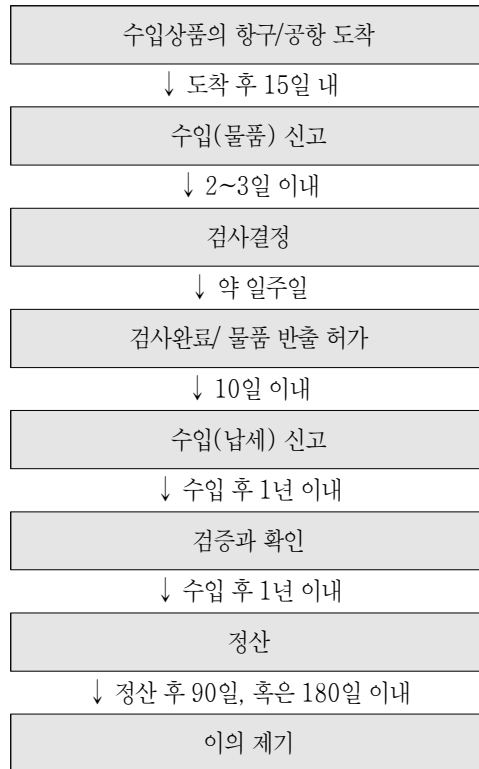 수입상품의 항구/공항 도착
↓ 도착 후 15일 내
수입(물품) 신고
↓ 2~3일 이내
검사결정
↓ 약 일주일
검사완료/ 물품 반출 허가
↓ 10일 이내
수입(납세) 신고
↓ 수입 후 1년 이내
검증과 확인
↓ 수입 후 1년 이내
정산
↓ 정산 후 90일, 혹은 180일 이내
이의 제기